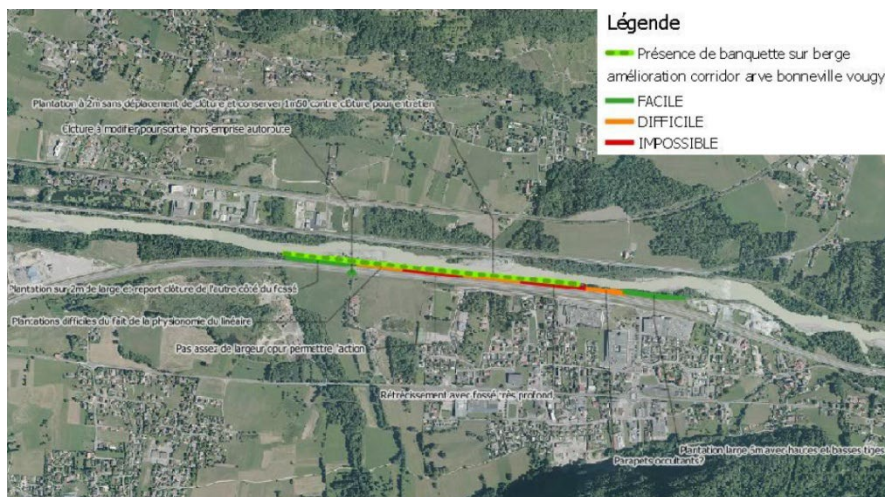 Légende
Présence de banquette sur berge
amélioration corridor arve bonneville vougy
FACILE
DIFFICILE
IMPOSSIBLE
Plantation à 2m sans déplacement de clôture et conserver 1m50 contre clôture pour entretien
Clôture à modifier pour sortie hors emprise autoroute
Plantation sur 2m de large et report clôture de l'autre côté du fossé
Plantations difficiles du fait de la physionomie du linéaire
Pas assez de largeur pour permettre l'action
Rétrécissement avec fossé très profond
Plantation large 5m avec hautes et basses tiges
Parapets occultants?